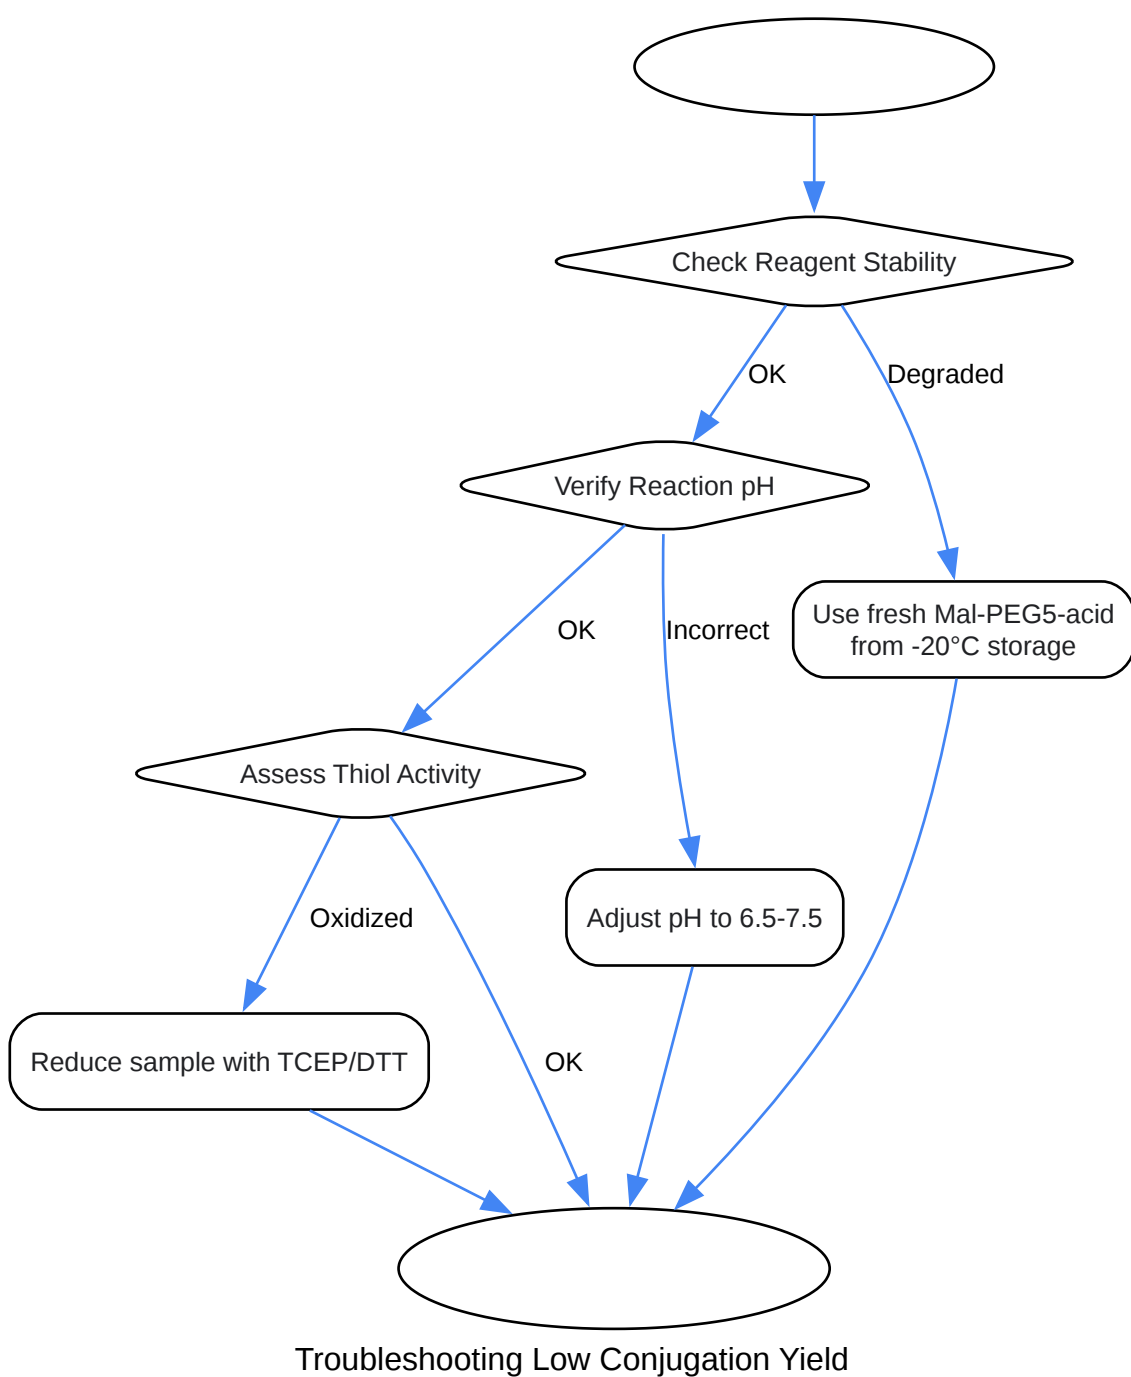 Check Reagent Stability
OK
Degraded
Verify Reaction pH
Use fresh Mal-PEG5-acid
from -20°C storage
OK
Incorrect
Assess Thiol Activity
Oxidized
Adjust pH to 6.5-7.5
Reduce sample with TCEP/DTT
OK
Troubleshooting Low Conjugation Yield